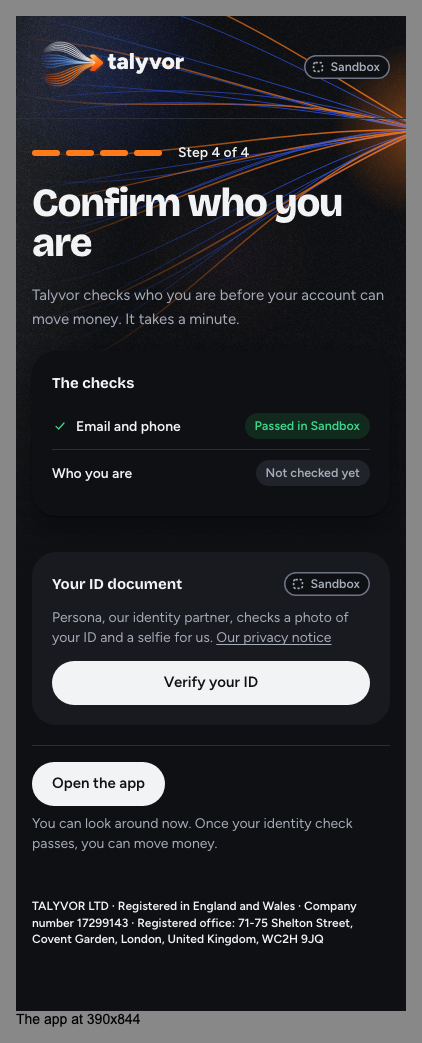 talyvor
Sandbox
Step 4 of 4
Confirm who you
are
Talyvor checks who you are before your account can
move money. It takes a minute.
The checks
Email and phone
Passed in Sandbox
Who you are
Not checked yet
Your ID document
Sandbox
Persona, our identity partner, checks a photo of
your ID and a selfie for us. Our privacy notice
Verify your ID
Open the app
You can look around now. Once your identity check
passes, you can move money.
TALYVOR LTD · Registered in England and Wales · Company
number 17299143 · Registered office: 71-75 Shelton Street,
Covent Garden, London, United Kingdom, WC2H 9JQ
The app at 390x844